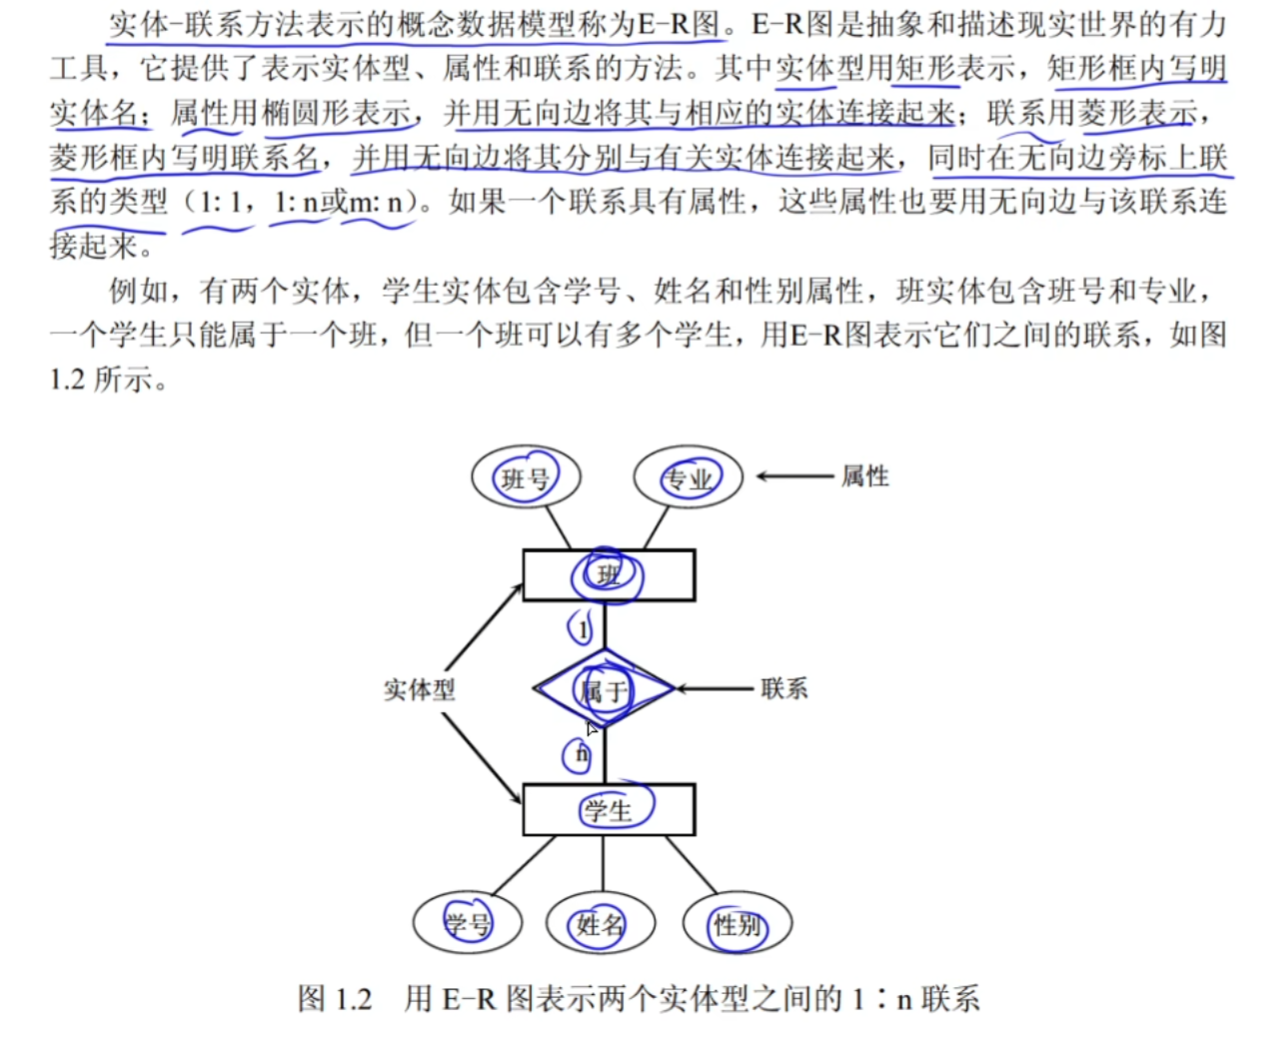 实体-联系方法表示的概念数据模型称为E-R图。E-R图是抽象和描述现实世界的有力
工具，它提供了表示实体型、属性和联系的方法。其中实体型用矩形表示，矩形框内写明
实体名；属性用椭圆形表示，并用无向边将其与相应的实体连接起来；联系用菱形表示，
菱形框内写明联系名，并用无向边将其分别与有关实体连接起来，同时在无向边旁标上联
系的类型（1: 1，1: n或m: n）。如果一个联系具有属性，这些属性也要用无向边与该联系连
接起来。
例如，有两个实体，学生实体包含学号、姓名和性别属性，班实体包含班号和专业，
一个学生只能属于一个班，但一个班可以有多个学生，用E-R图表示它们之间的联系，如图
1.2 所示。
班号 专业 属性
班
1
实体型 属于 联系
n
学生
学号 姓名 性别
图 1.2 用 E-R 图表示两个实体型之间的 1∶n 联系